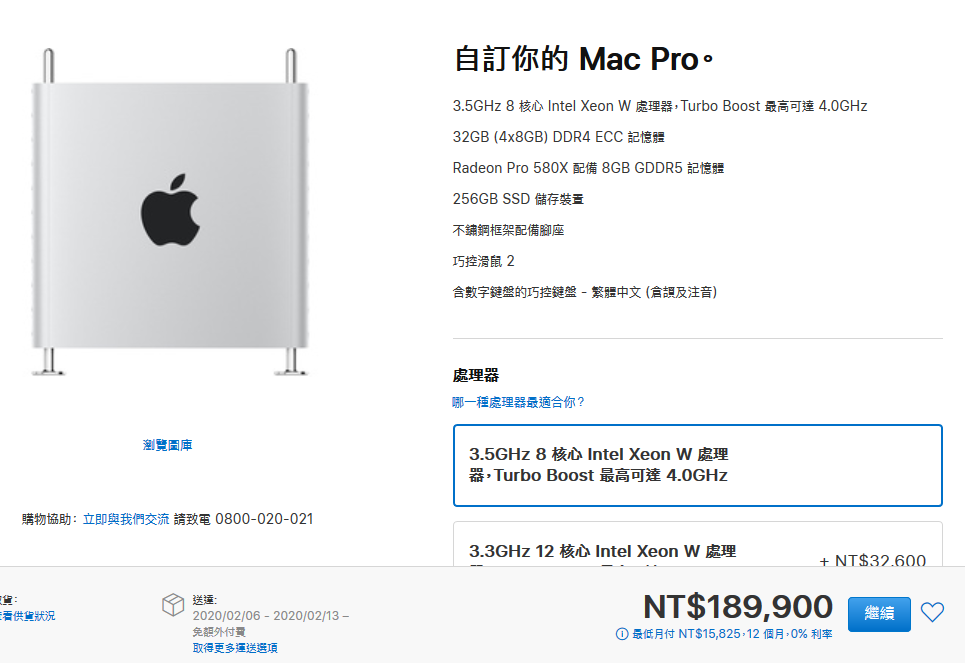 自訂你的 Mac Pro。
3.5GHz 8 核心 Intel Xeon W 處理器，Turbo Boost 最高可達 4.0GHz
32GB (4x8GB) DDR4 ECC 記憶體
Radeon Pro 580X 配備 8GB GDDR5 記憶體
256GB SSD 儲存裝置
不鏽鋼框架配備腳座
巧控滑鼠 2
含數字鍵盤的巧控鍵盤 - 繁體中文 (倉頡及注音)
處理器
哪一種處理器最適合你？
3.5GHz 8 核心 Intel Xeon W 處理
器，Turbo Boost 最高可達 4.0GHz
3.3GHz 12 核心 Intel Xeon W 處理
+ NT$32,600
瀏覽圖庫
購物協助： 立即與我們交流 請致電 0800-020-021
貨：
看供貨狀況
送達:
2020/02/06 - 2020/02/13 –
免額外付費
取得更多運送選項
NT$189,900
最低月付 NT$15,825，12 個月，0% 利率
繼續